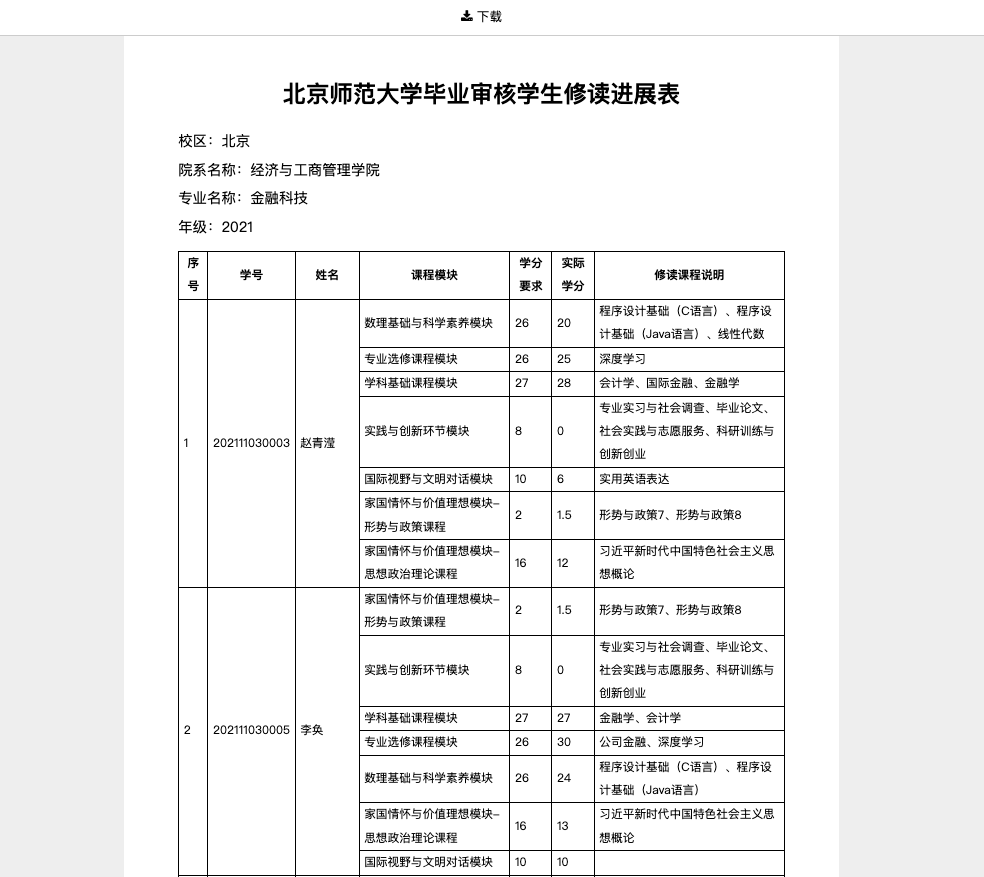 下载
北京师范大学毕业审核学生修读进展表
校区：北京
院系名称：经济与工商管理学院
专业名称：金融科技
年级：2021
序号 学号 姓名 课程模块 学分要求 实际学分 修读课程说明
1 202111030003 赵青滢
数理基础与科学素养模块 26 20 程序设计基础（C语言）、程序设
计基础（Java语言）、线性代数
专业选修课程模块 26 25 深度学习
学科基础课程模块 27 28 会计学、国际金融、金融学
实践与创新环节模块 8 0 专业实习与社会调查、毕业论文、
社会实践与志愿服务、科研训练与
创新创业
国际视野与文明对话模块 10 6 实用英语表达
家国情怀与价值理想模块–
形势与政策课程 2 1.5 形势与政策7、形势与政策8
家国情怀与价值理想模块–
思想政治理论课程 16 12 习近平新时代中国特色社会主义思
想概论
2 202111030005 李奂
家国情怀与价值理想模块–
形势与政策课程 2 1.5 形势与政策7、形势与政策8
实践与创新环节模块 8 0 专业实习与社会调查、毕业论文、
社会实践与志愿服务、科研训练与
创新创业
学科基础课程模块 27 27 金融学、会计学
专业选修课程模块 26 30 公司金融、深度学习
数理基础与科学素养模块 26 24 程序设计基础（C语言）、程序设
计基础（Java语言）
家国情怀与价值理想模块–
思想政治理论课程 16 13 习近平新时代中国特色社会主义思
想概论
国际视野与文明对话模块 10 10